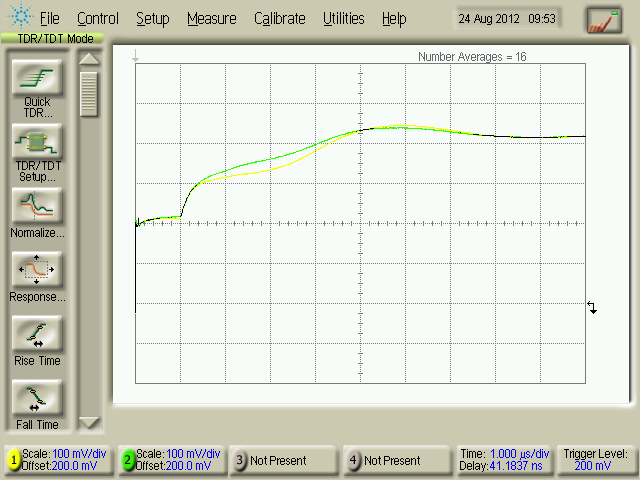 File Control Setup Measure Calibrate Utilities Help 24 Aug 2012 09:53
TDR/TDT Mode
Number Averages = 16
Quick
TDR...
TDR/TDT
Setup...
Normalize...
Response...
Rise Time
Fall Time
1 Scale:100 mV/div
Offset:200.0 mV
2 Scale:100 mV/div
Offset:200.0 mV
3 Not Present
4 Not Present
Time: 1.000 µs/div
Delay:41.1837 ns
Trigger Level:
200 mV